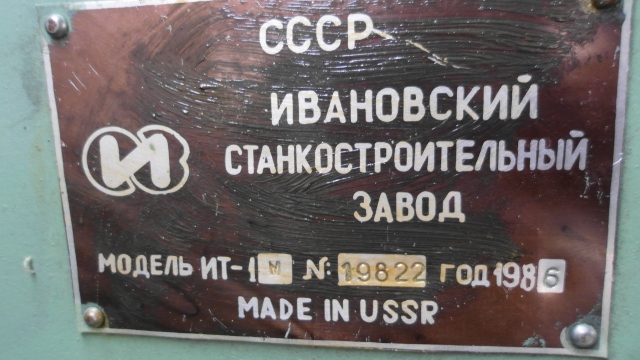 СССР
ИВАНОВСКИЙ
СТАНКОСТРОИТЕЛЬНЫЙ
ЗАВОД
МОДЕЛЬ ИТ-1М №: 19822 ГОД 1986
MADE IN USSR